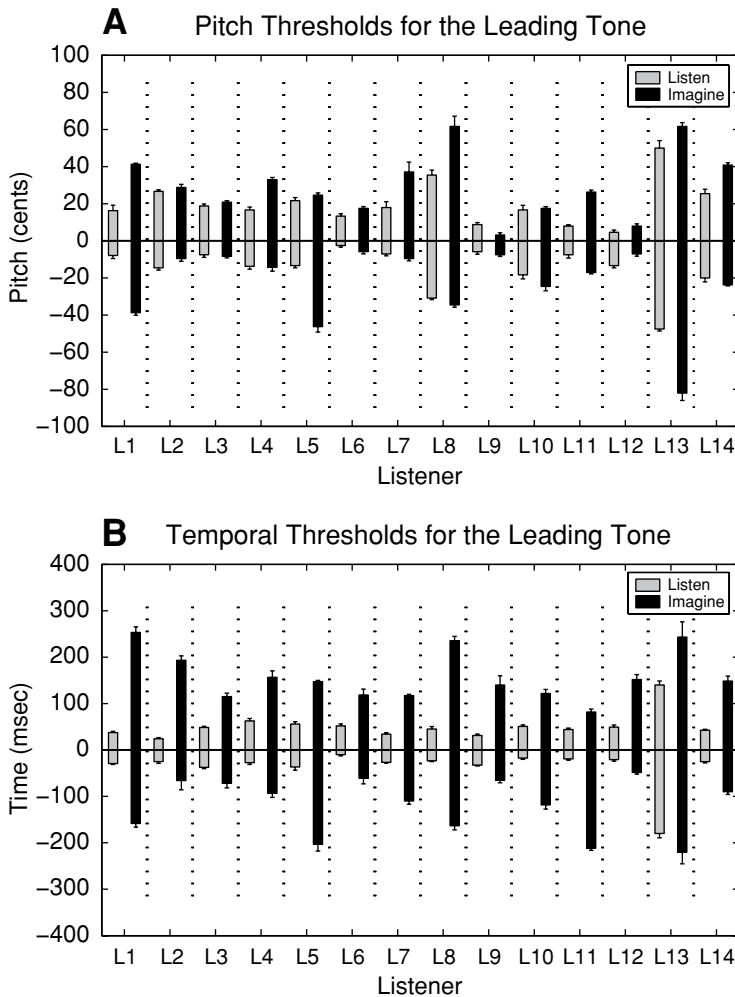 A Pitch Thresholds for the Leading Tone
100
80
60
40
20
0
−20
−40
−60
−80
−100
Pitch (cents)
Listen
Imagine
L1 L2 L3 L4 L5 L6 L7 L8 L9 L10 L11 L12 L13 L14
Listener
B Temporal Thresholds for the Leading Tone
400
300
200
100
0
−100
−200
−300
−400
Time (msec)
Listen
Imagine
L1 L2 L3 L4 L5 L6 L7 L8 L9 L10 L11 L12 L13 L14
Listener